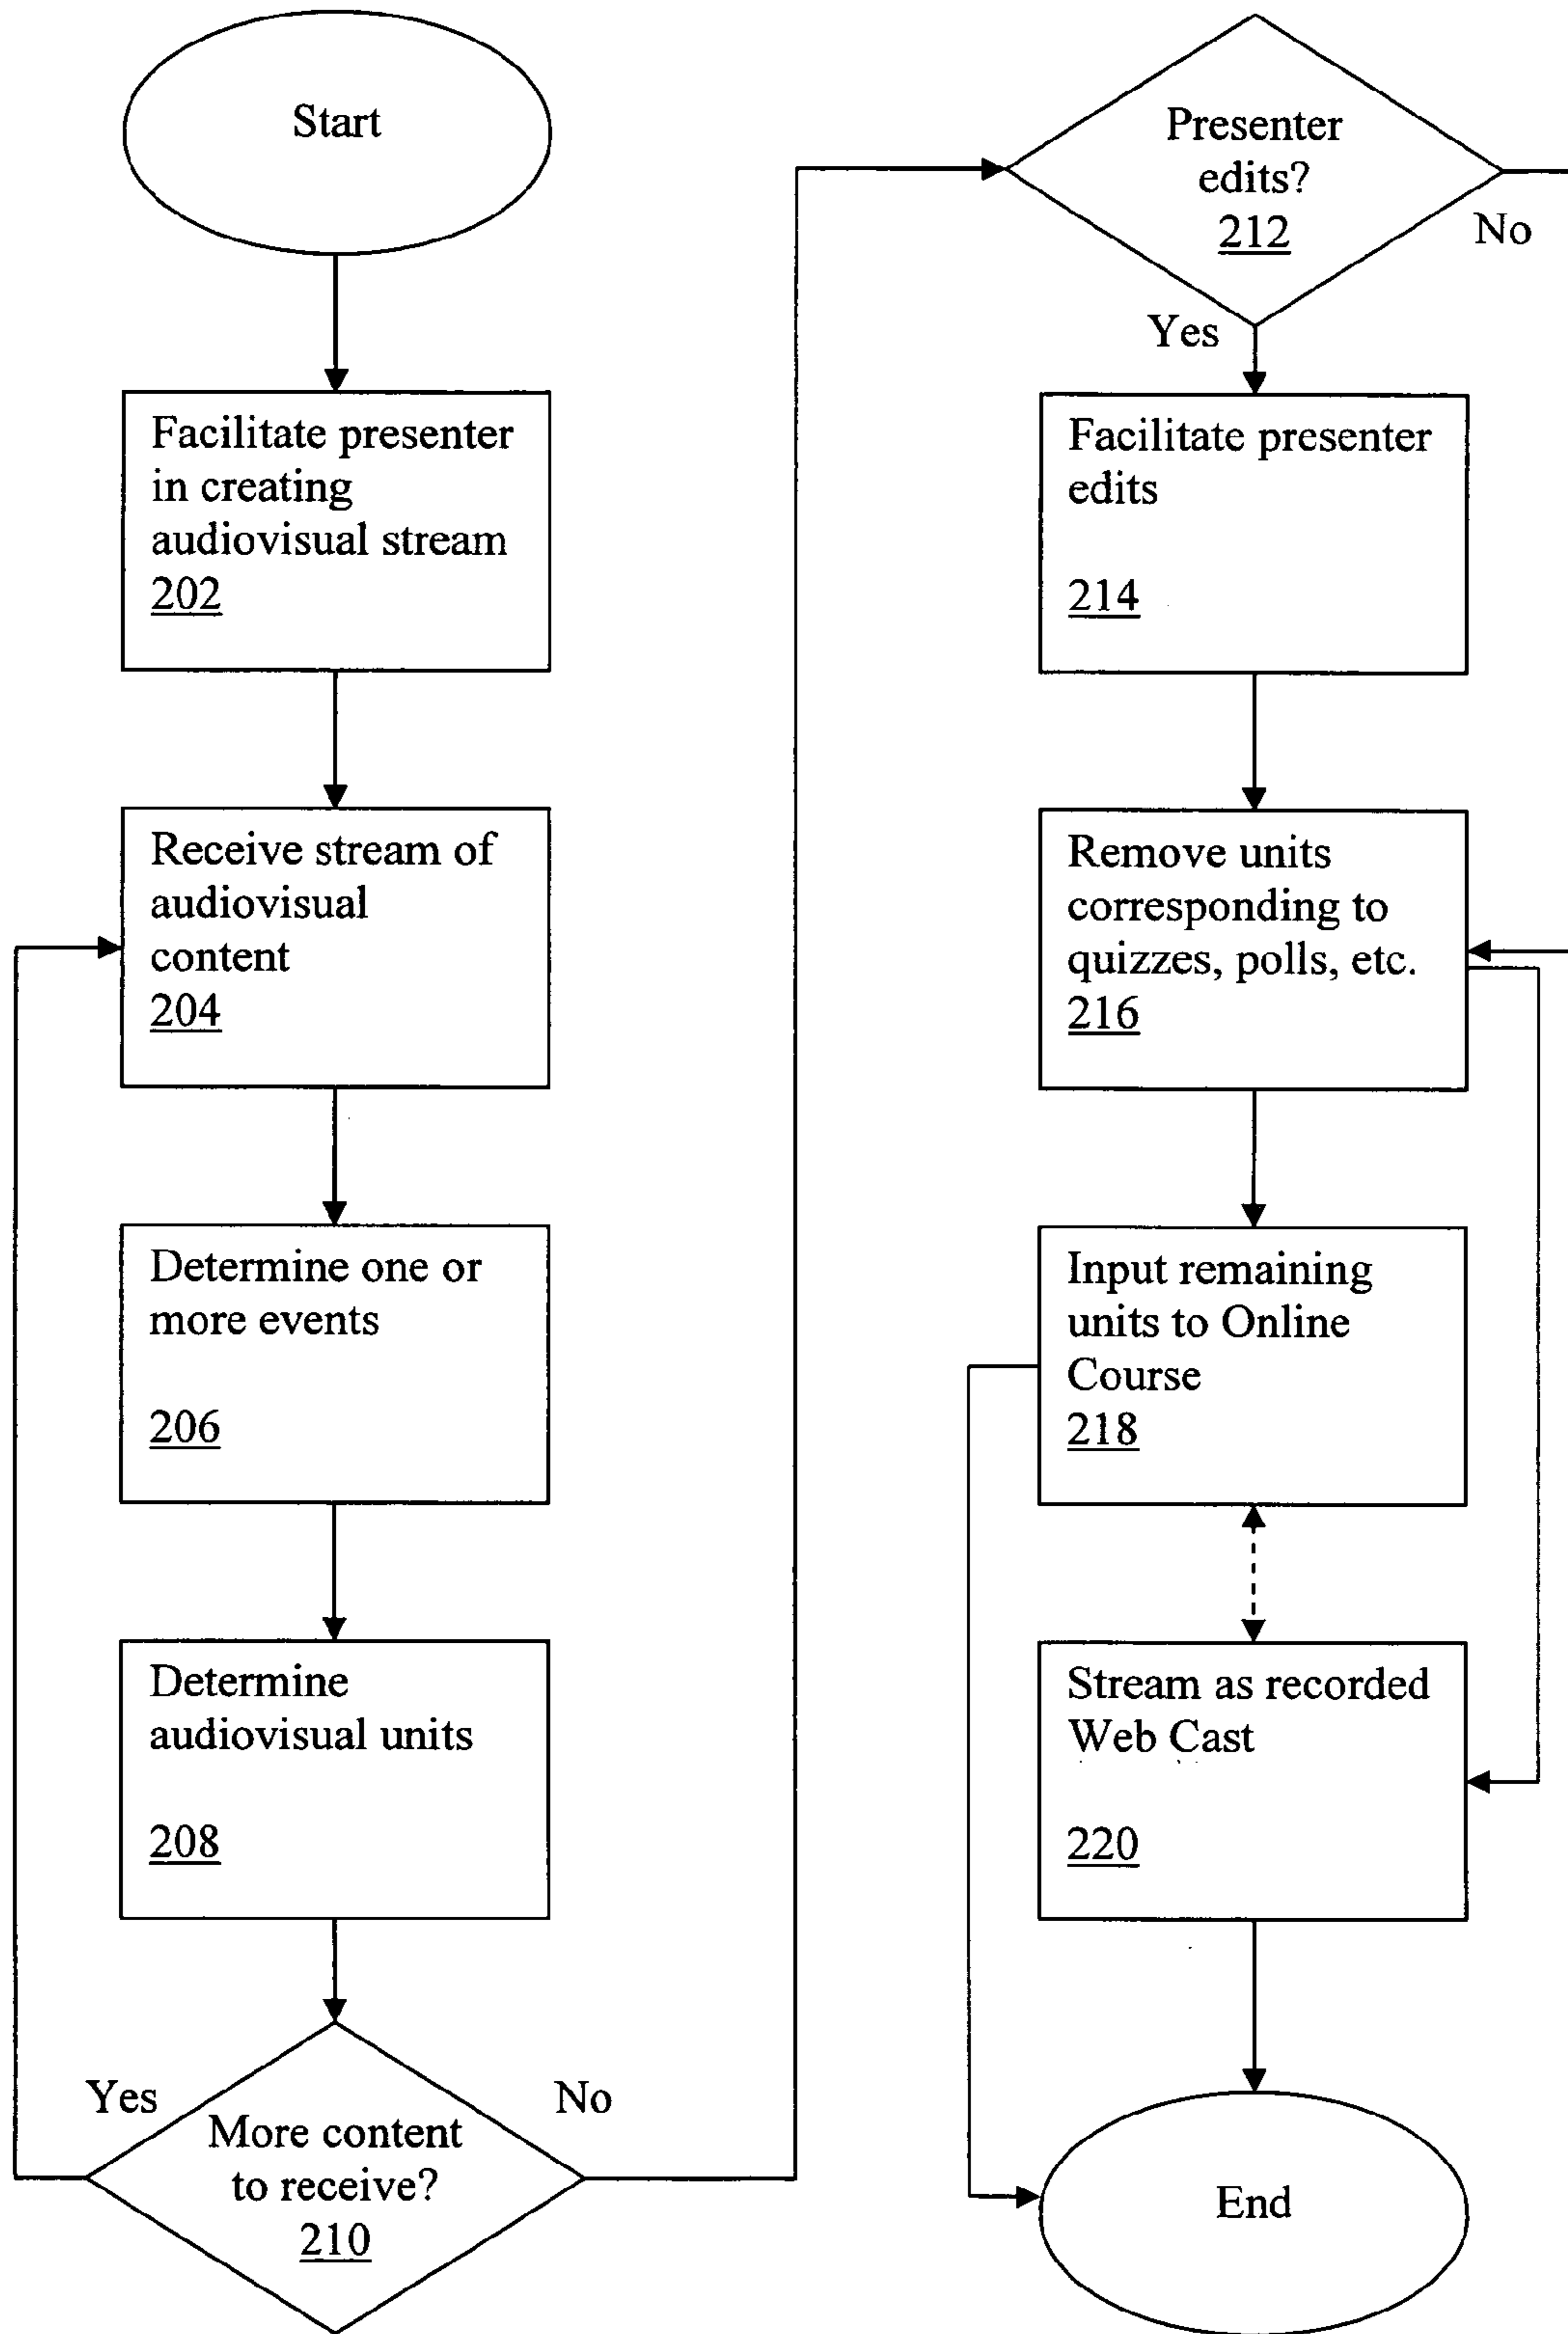 Start
Facilitate presenter
in creating
audiovisual stream
202
Receive stream of
audiovisual
content
204
Determine one or
more events
206
Determine
audiovisual units
208
Yes
No
More content
to receive?
210
Presenter
edits?
212
No
Yes
Facilitate presenter
edits
214
Remove units
corresponding to
quizzes, polls, etc.
216
Input remaining
units to Online
Course
218
Stream as recorded
Web Cast
220
End